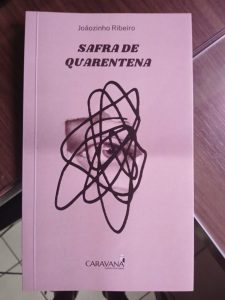 Joãozinho Ribeiro
SAFRA DE
QUARENTENA
CARAVANA